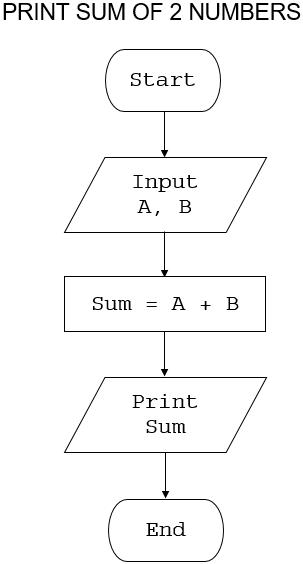 PRINT SUM OF 2 NUMBERS
Start
Input
A, B
Sum = A + B
Print
Sum
End